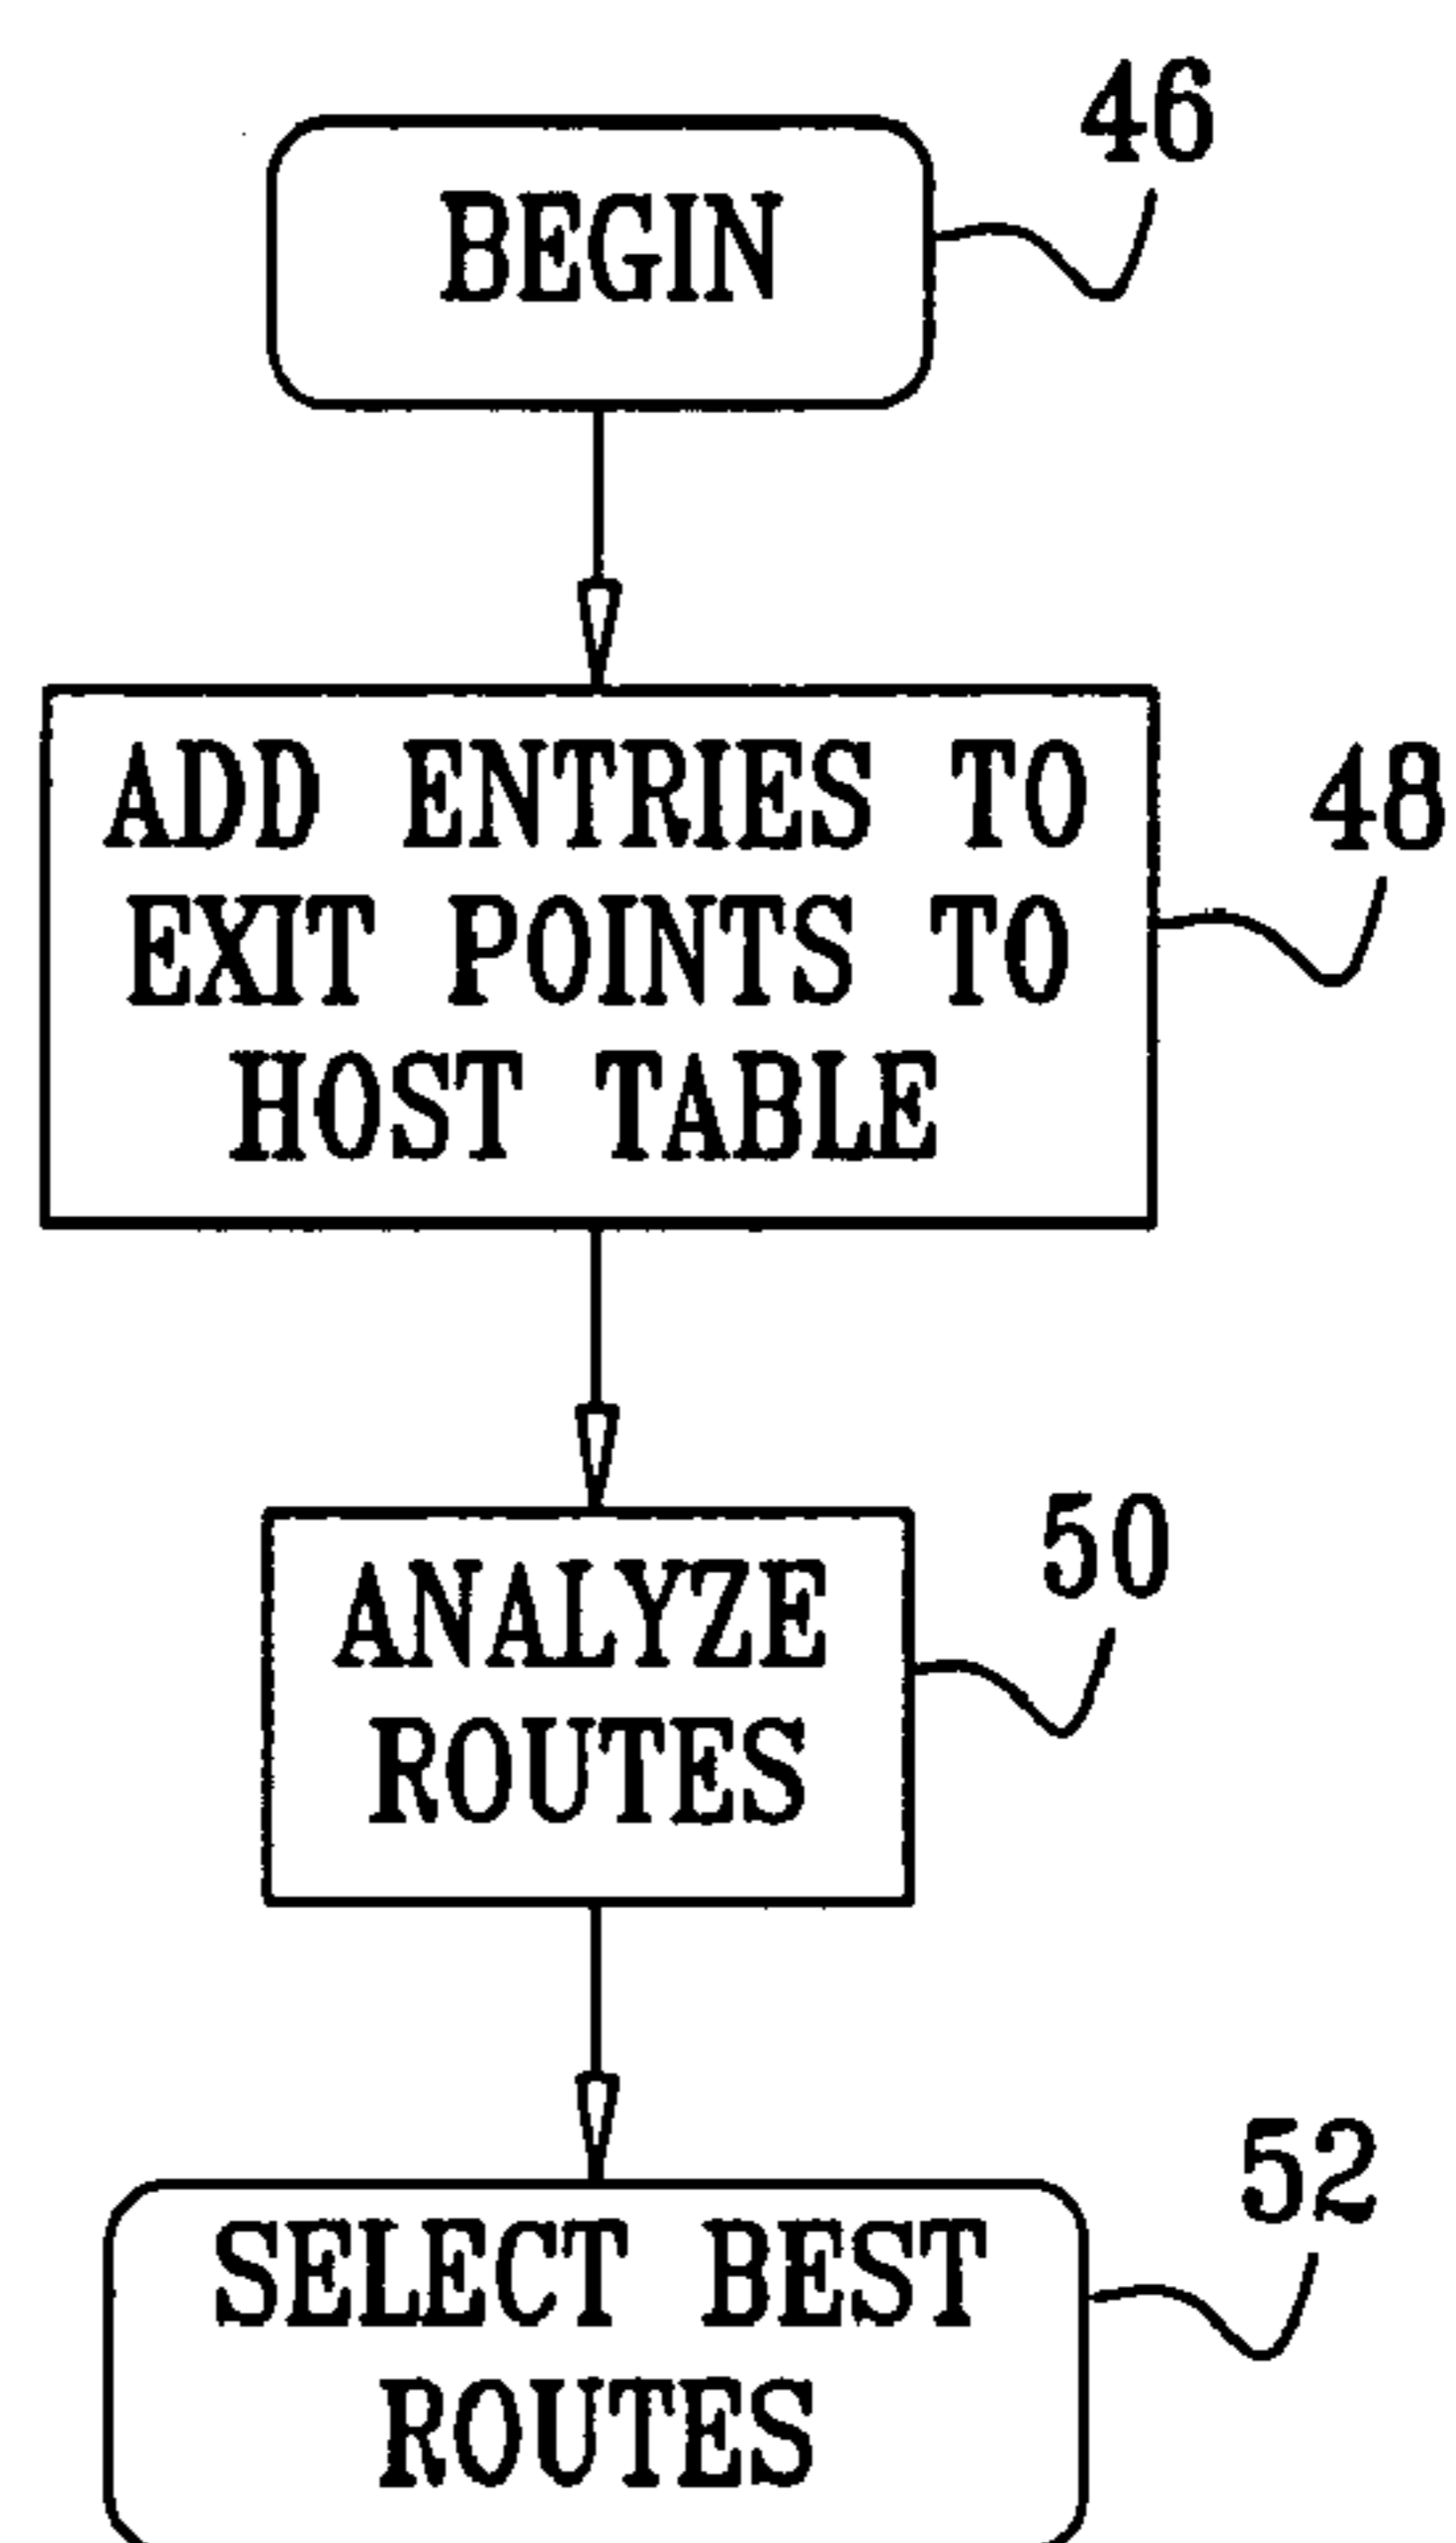 46
BEGIN
ADD ENTRIES TO
EXIT POINTS TO
HOST TABLE
48
ANALYZE
ROUTES
50
SELECT BEST
ROUTES
52